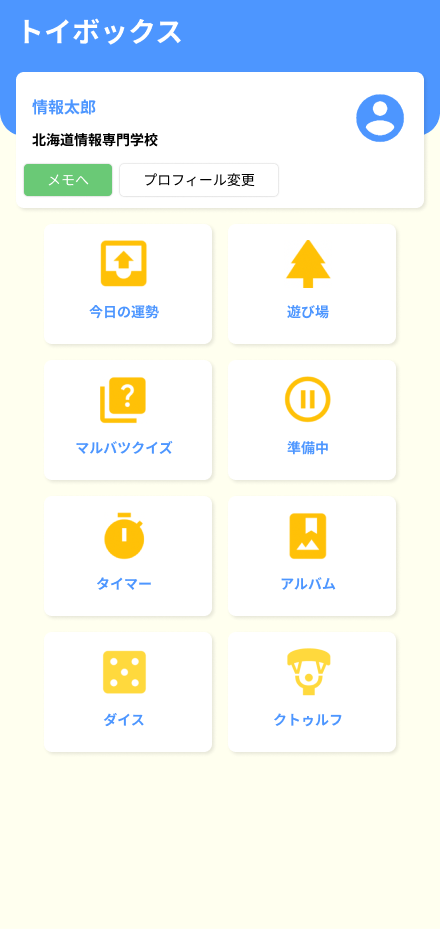 トイボックス
情報太郎
北海道情報専門学校
メモへ
プロフィール変更
今日の運勢
遊び場
マルバツクイズ
準備中
タイマー
アルバム
ダイス
クトゥルフ